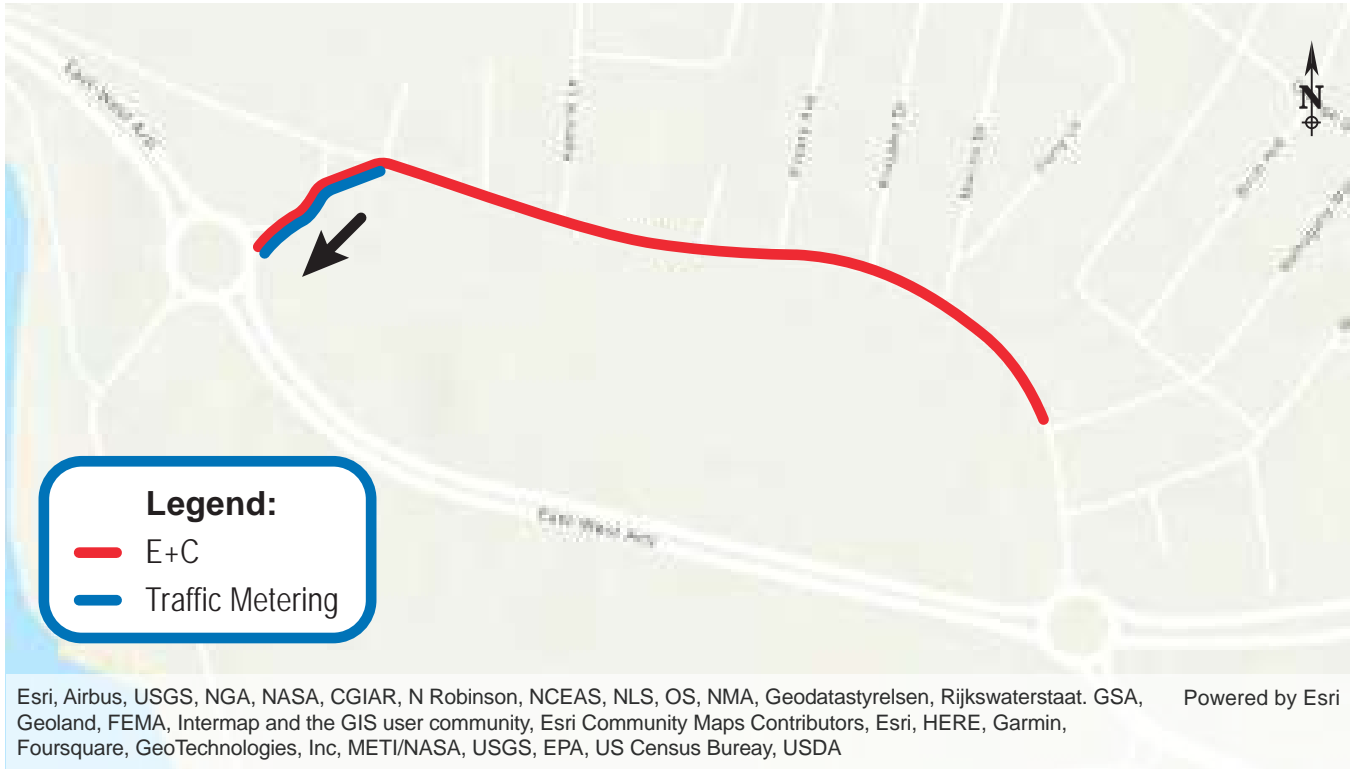 East West Art
N
East West Art
Legend:
E+C
Traffic Metering
Esri, Airbus, USGS, NGA, NASA, CGIAR, N Robinson, NCEAS, NLS, OS, NMA, Geodatastyrelsen, Rijkswaterstaat. GSA,
Geoland, FEMA, Intermap and the GIS user community, Esri Community Maps Contributors, Esri, HERE, Garmin,
Foursquare, GeoTechnologies, Inc, METI/NASA, USGS, EPA, US Census Bureay, USDA
Powered by Esri